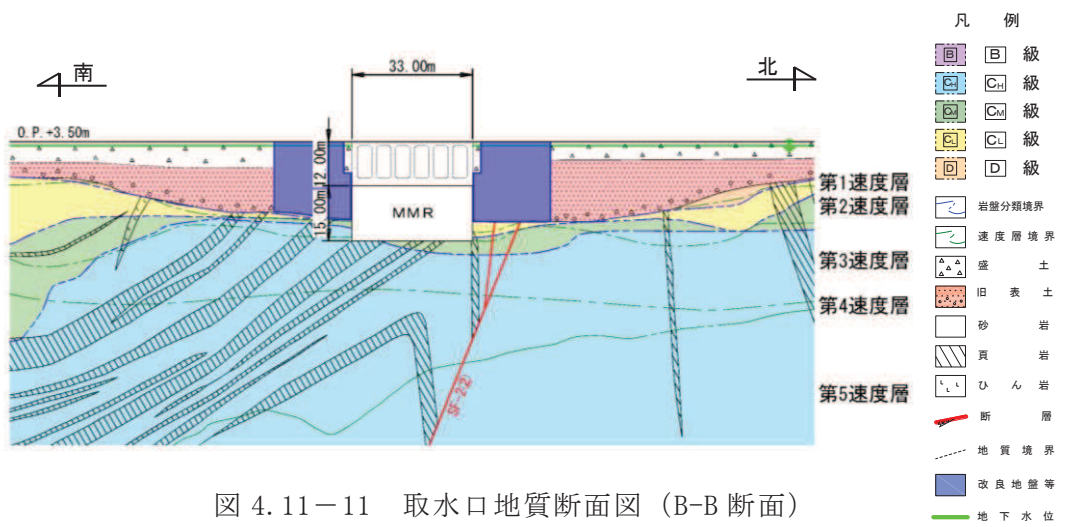 南
33.00m
北
O.P.+3.50m
12.00m
15.00m
MMR
第1速度層
第2速度層
第3速度層
第4速度層
第5速度層
SF-2②
凡 例
B B 級
CH CH 級
CM CM 級
CL CL 級
D D 級
岩盤分類境界
速度層境界
盛 土
旧 表 土
砂 岩
頁 岩
ひ ん 岩
断 層
地 質 境 界
改 良 地 盤 等
地 下 水 位
図 4.11-11 取水口地質断面図 (B-B 断面)